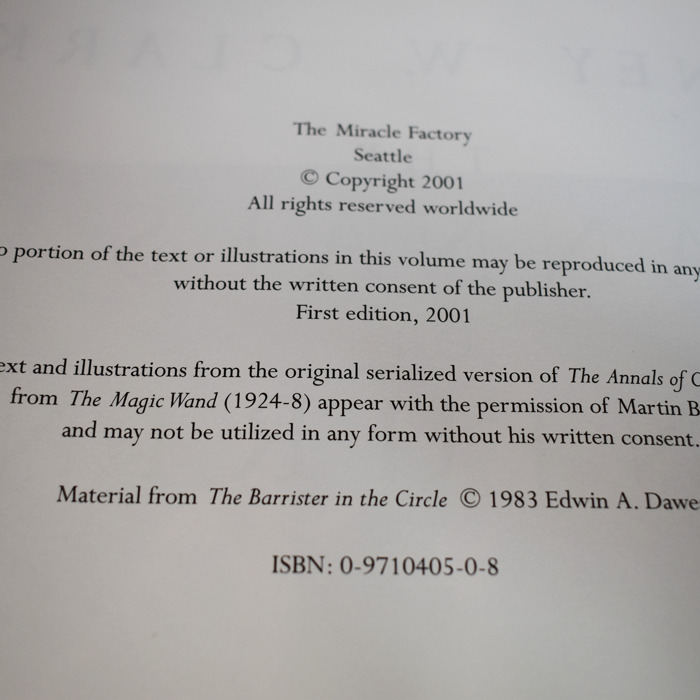 The Miracle Factory
Seattle
© Copyright 2001
All rights reserved worldwide
portion of the text or illustrations in this volume may be reproduced in any
without the written consent of the publisher.
First edition, 2001
and illustrations from the original serialized version of The Annals of
from The Magic Wand (1924-8) appear with the permission of Martin
and may not be utilized in any form without his written consent.
Material from The Barrister in the Circle © 1983 Edwin A.
ISBN: 0-9710405-0-8